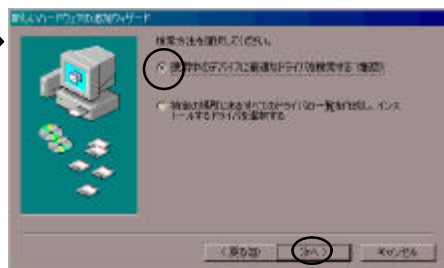 新しいハードウェアの追加ウィザード
検索方法を選択してください。
使用中のデバイスに最適なドライバを検索する（推奨）
特定の場所にあるすべてのドライバの一覧を作成し、インス
トールするドライバを選択する
< 戻る(B)
次へ >
キャンセル